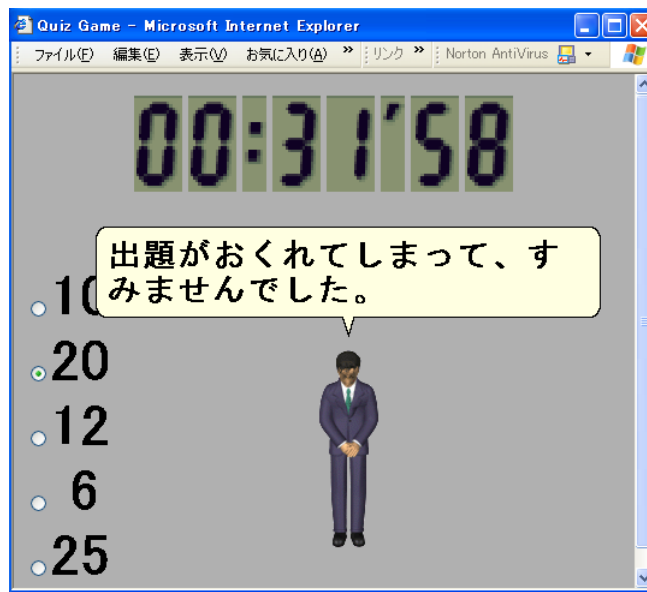 Quiz Game - Microsoft Internet Explorer
ファイル(F) 編集(E) 表示(V) お気に入り(A) » リンク » Norton AntiVirus
00:31'58
出題がおくれてしまって、す
みませんでした。
10
20
12
6
25